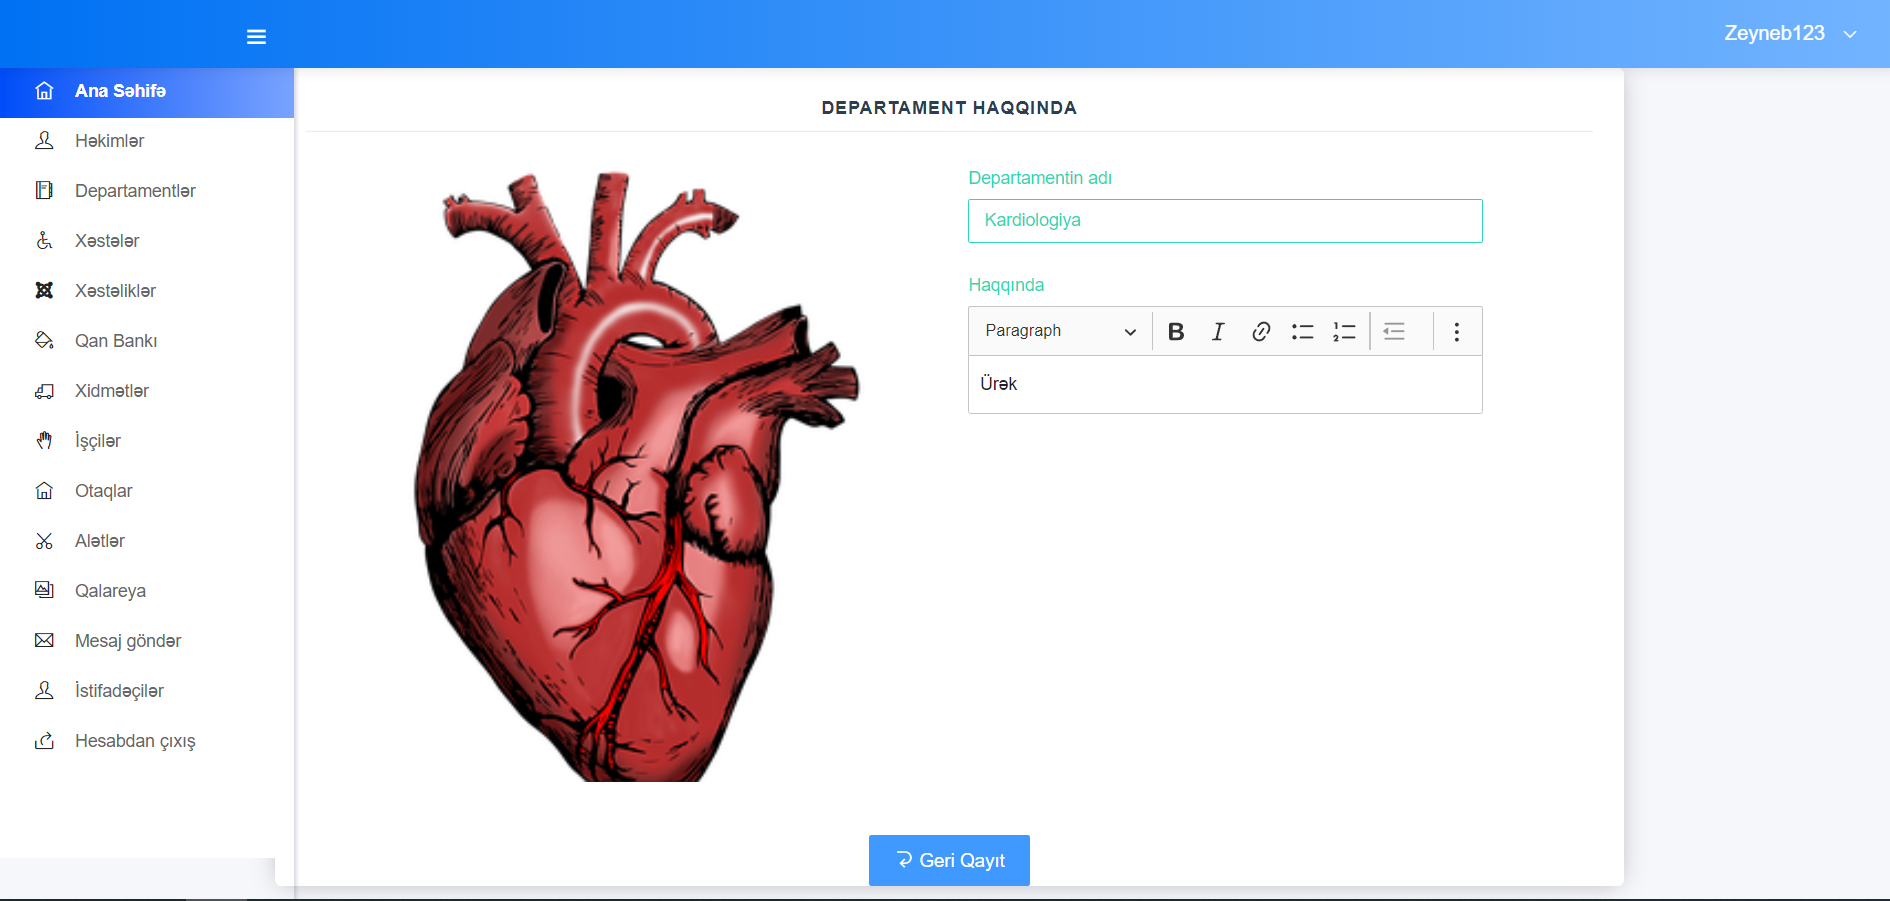 Zeyneb123
Ana Səhifə
Həkimlər
Departamentlər
Xəstələr
Xəstəliklər
Qan Bankı
Xidmətlər
İşçilər
Otaqlar
Alətlər
Qalareya
Mesaj göndər
İstifadəçilər
Hesabdan çıxış
DEPARTAMENT HAQQINDA
Departamentin adı
Kardiologiya
Haqqında
Paragraph
Ürək
Geri Qayıt